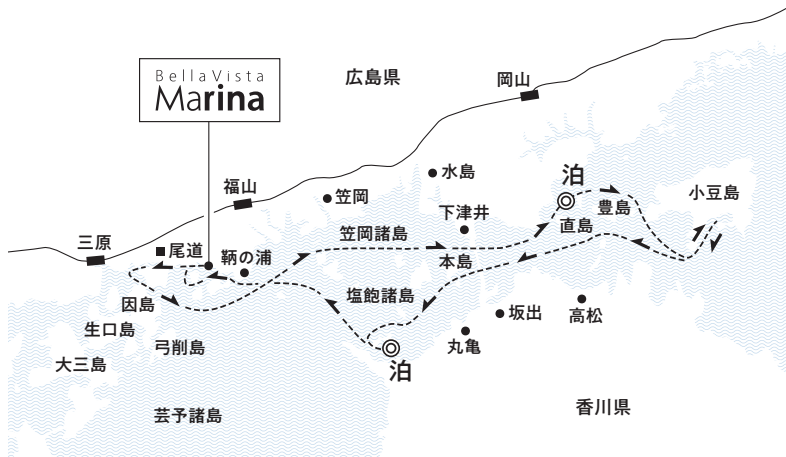 BellaVista
Marina
広島県
岡山
水島
泊
小豆島
福山
笠岡
下津井
豊島
直島
三原
尾道
鞆の浦
笠岡諸島
本島
因島
塩飽諸島
坂出
高松
生口島
弓削島
丸亀
大三島
泊
芸予諸島
香川県